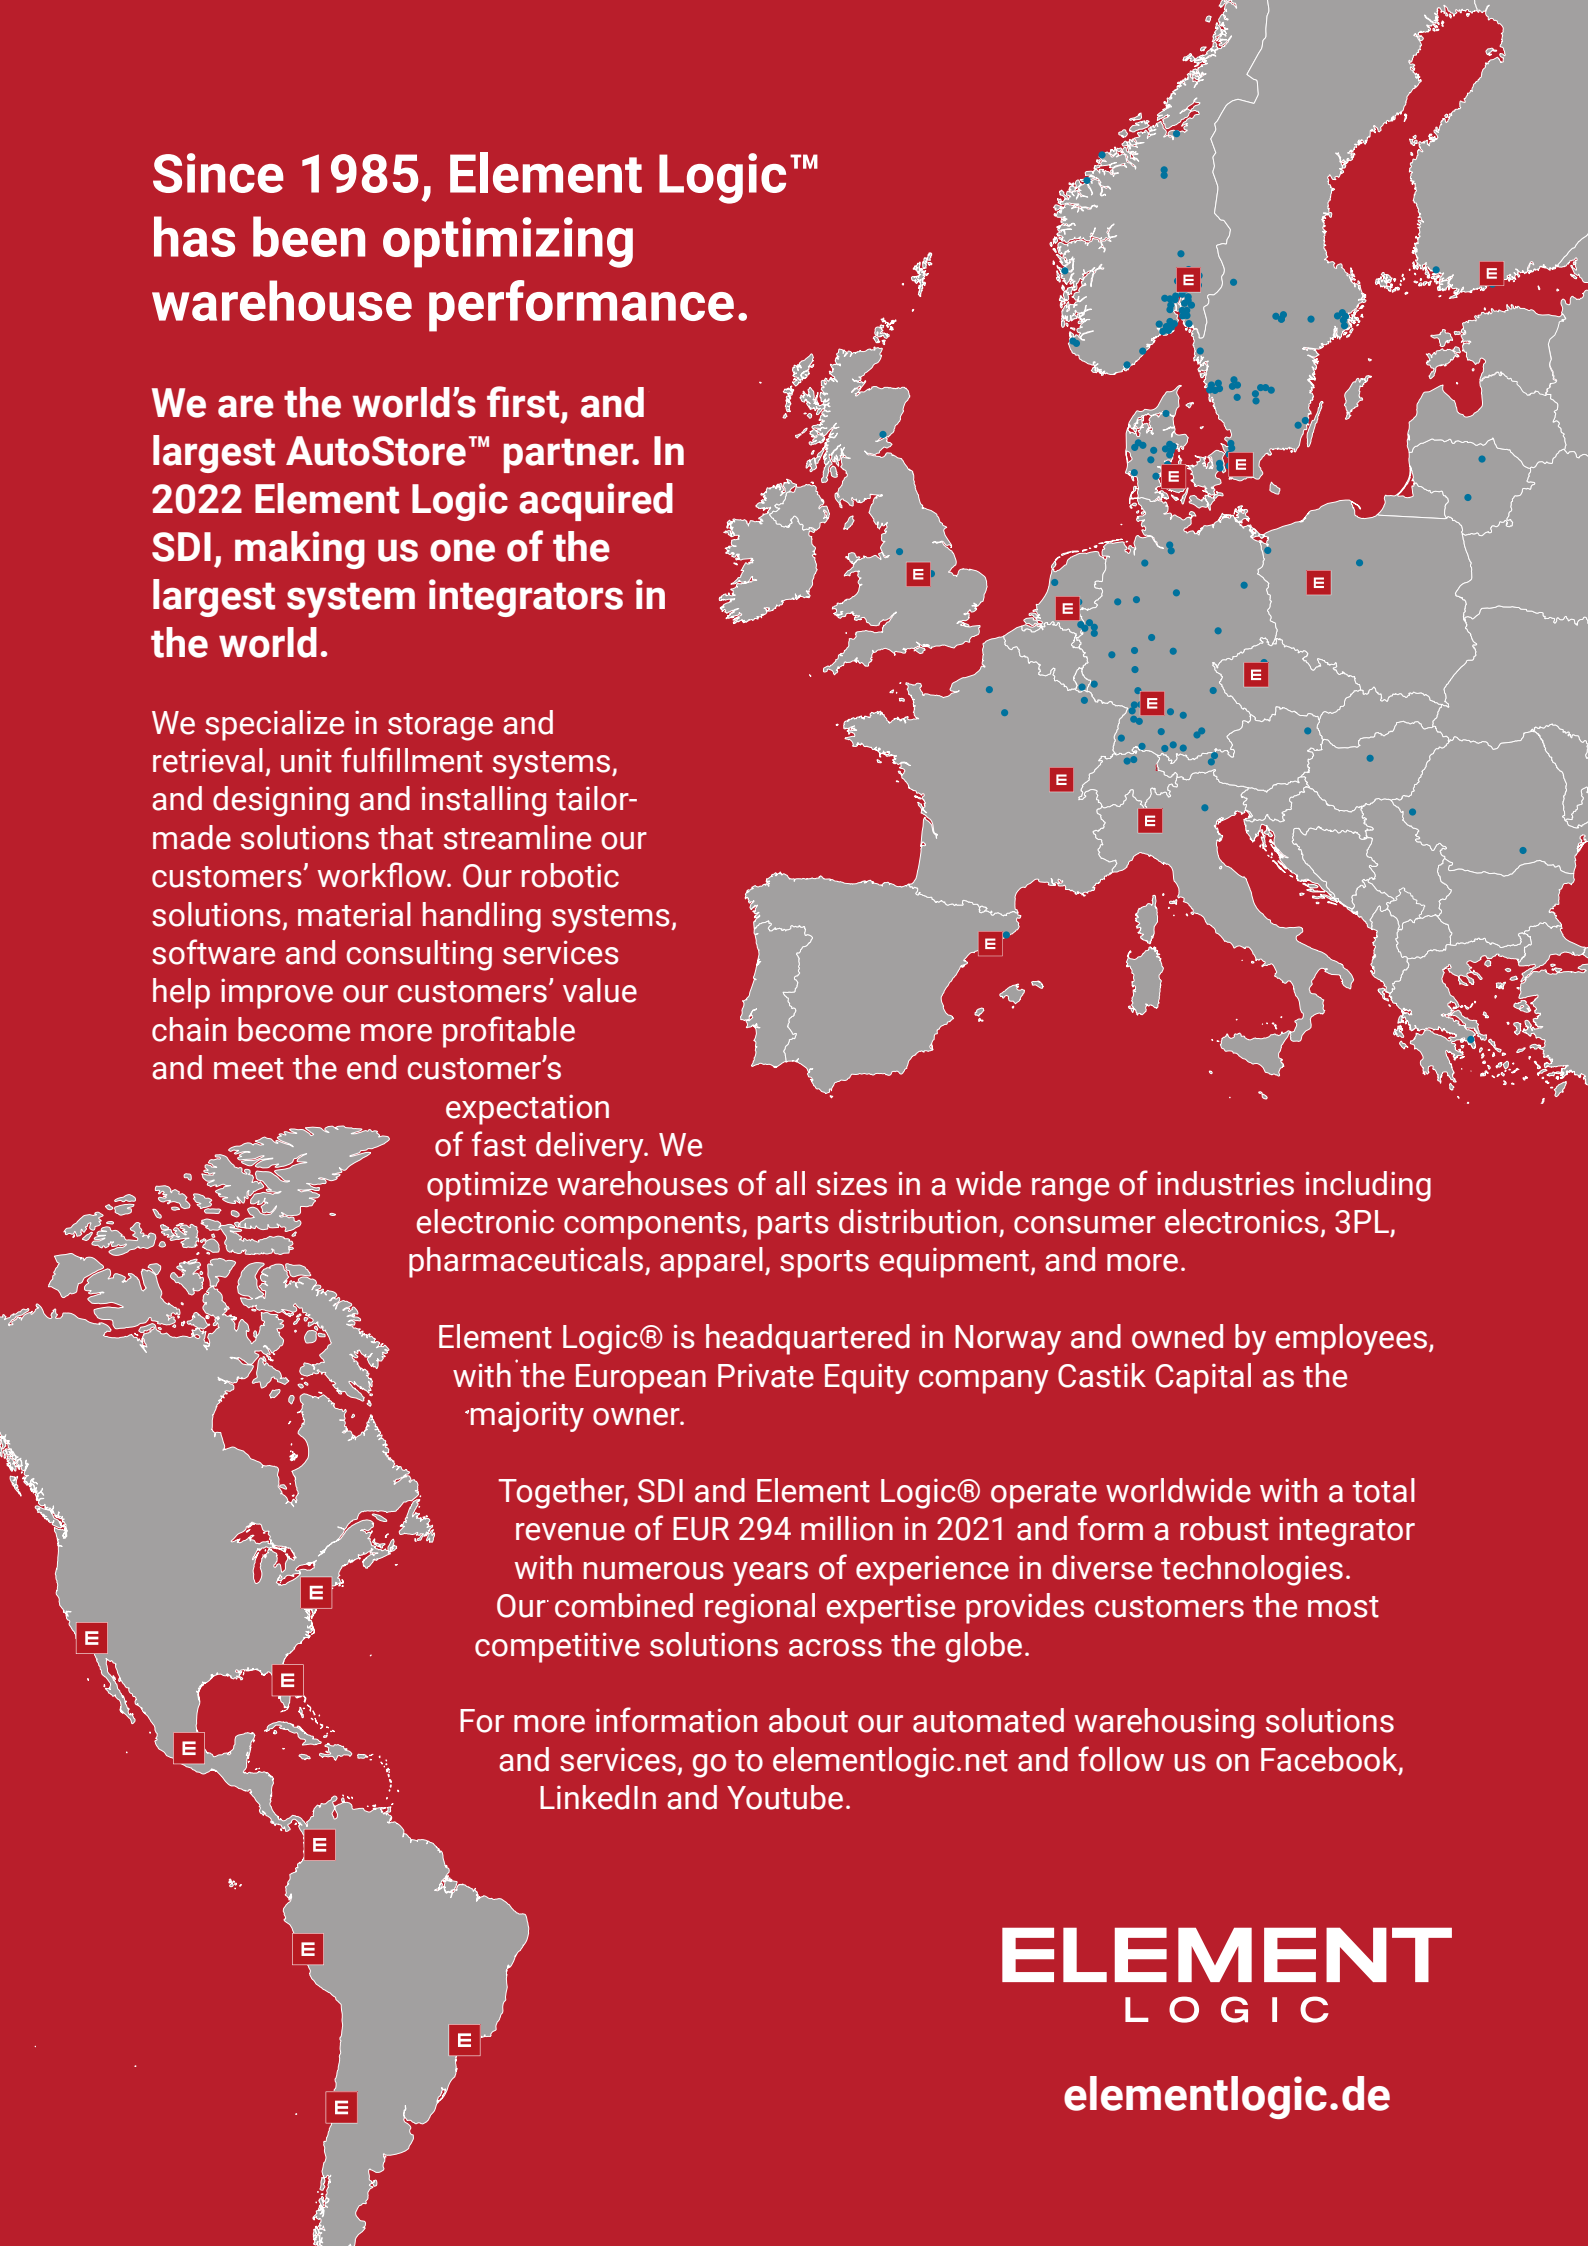 Since 1985, Element Logic™
has been optimizing
warehouse performance.
We are the world's first, and
largest AutoStore™ partner. In
2022 Element Logic acquired
SDI, making us one of the
largest system integrators in
the world.
We specialize in storage and
retrieval, unit fulfillment systems,
and designing and installing tailor-
made solutions that streamline our
customers' workflow. Our robotic
solutions, material handling systems,
software and consulting services
help improve our customers' value
chain become more profitable
and meet the end customer's
expectation
of fast delivery. We
optimize warehouses of all sizes in a wide range of industries including
electronic components, parts distribution, consumer electronics, 3PL,
pharmaceuticals, apparel, sports equipment, and more.
Element Logic® is headquartered in Norway and owned by employees,
with the European Private Equity company Castik Capital as the
majority owner.
Together, SDI and Element Logic® operate worldwide with a total
revenue of EUR 294 million in 2021 and form a robust integrator
with numerous years of experience in diverse technologies.
Our combined regional expertise provides customers the most
competitive solutions across the globe.
For more information about our automated warehousing solutions
and services, go to elementlogic.net and follow us on Facebook,
LinkedIn and Youtube.
ELEMENT
LOGIC
elementlogic.de